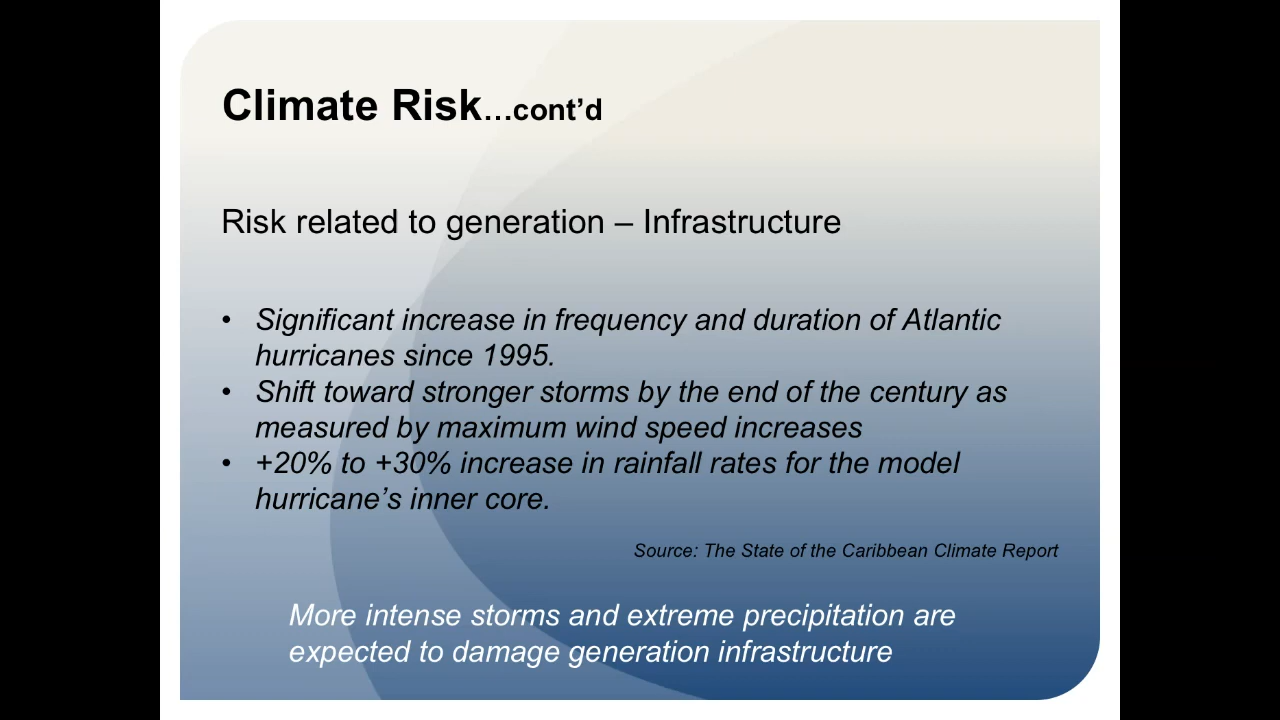 Climate Risk...cont’d
Risk related to generation – Infrastructure
• Significant increase in frequency and duration of Atlantic
hurricanes since 1995.
• Shift toward stronger storms by the end of the century as
measured by maximum wind speed increases
• +20% to +30% increase in rainfall rates for the model
hurricane’s inner core.
Source: The State of the Caribbean Climate Report
More intense storms and extreme precipitation are
expected to damage generation infrastructure